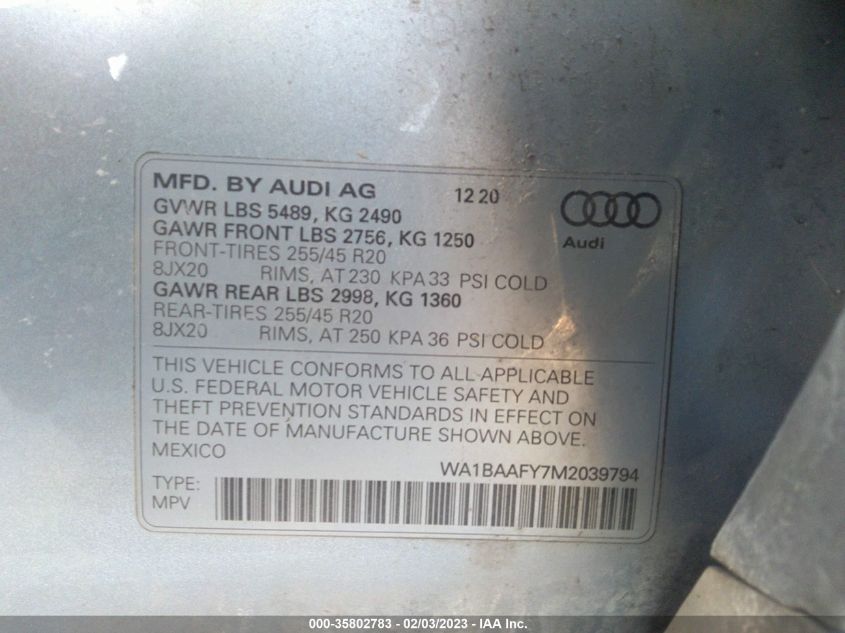 MFD. BY AUDI AG 12 20
GVWR LBS 5489, KG 2490
GAWR FRONT LBS 2756, KG 1250
Audi
FRONT-TIRES 255/45 R20
8JX20 RIMS, AT 230 KPA 33 PSI COLD
GAWR REAR LBS 2998, KG 1360
REAR-TIRES 255/45 R20
8JX20 RIMS, AT 250 KPA 36 PSI COLD
THIS VEHICLE CONFORMS TO ALL APPLICABLE
U.S. FEDERAL MOTOR VEHICLE SAFETY AND
THEFT PREVENTION STANDARDS IN EFFECT ON
THE DATE OF MANUFACTURE SHOWN ABOVE.
MEXICO
WA1BAAFY7M2039794
TYPE:
MPV
000-35802783 - 02/03/2023 - IAA Inc.